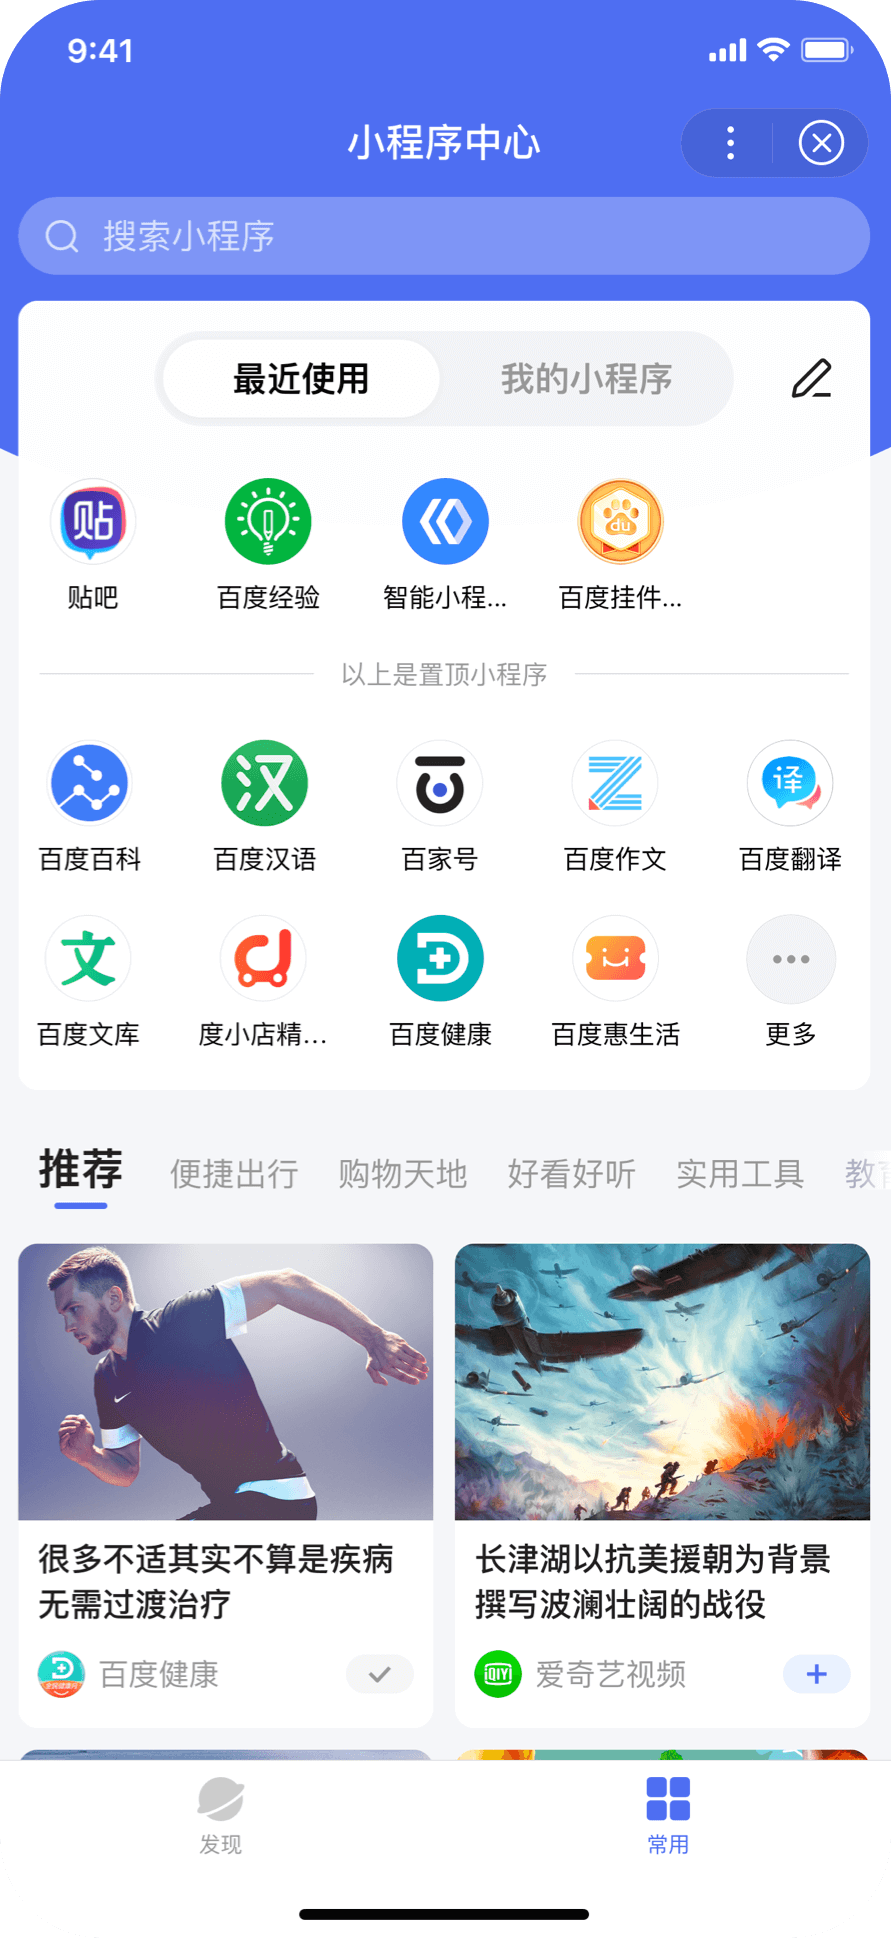 9:41
小程序中心
搜索小程序
最近使用
我的小程序
贴
du
贴吧
百度经验
智能小程...
百度挂件...
以上是置顶小程序
汉
译
百度百科
百度汉语
百家号
百度作文
百度翻译
文
百度文库
度小店精...
百度健康
百度惠生活
更多
推荐
便捷出行
购物天地
好看好听
实用工具
教育
很多不适其实不算是疾病
无需过渡治疗
百度健康
长津湖以抗美援朝为背景
撰写波澜壮阔的战役
iQIYI
爱奇艺视频
发现
常用